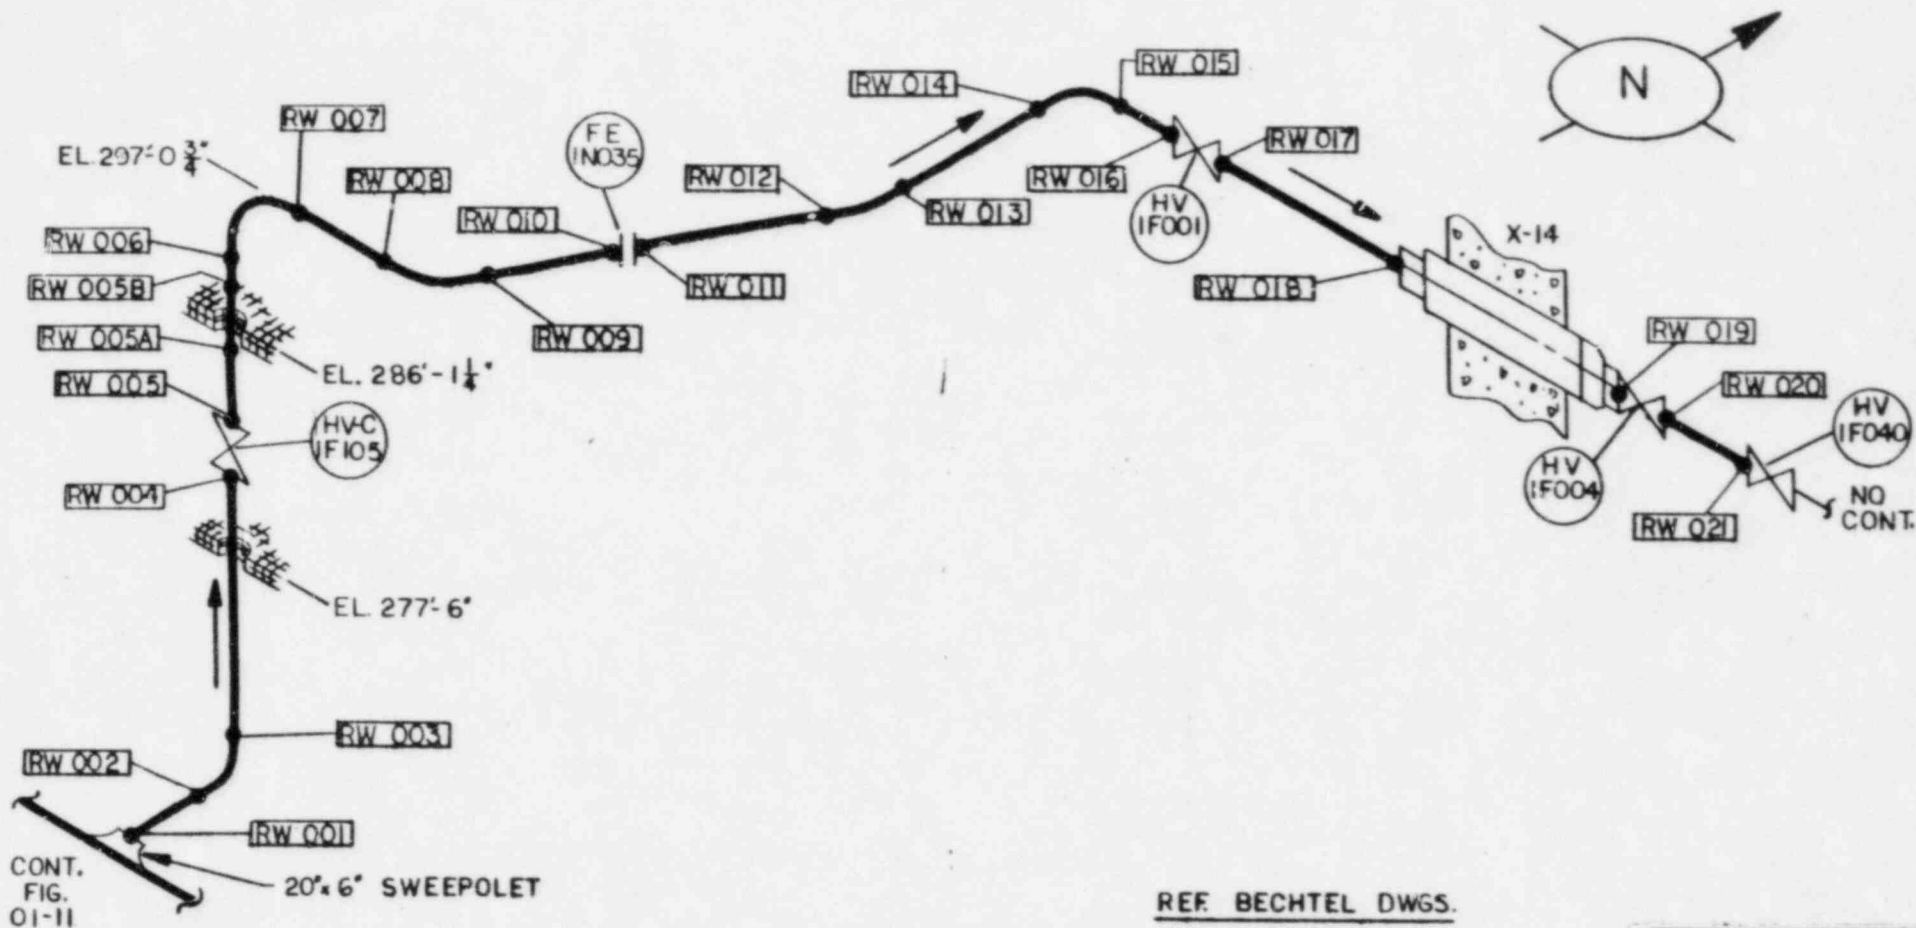 N
RW 015
RW 014
RW 007
FE
1N035
EL. 297'-0 3/4"
RW 017
RW 008
RW 012
RW 016
RW 010
RW 013
HV
1F001
X-14
RW 006
RW 005B
RW 011
RW 018
RW 009
RW 005A
RW 019
EL. 286'-1 1/4"
RW 005
RW 020
HV
1F040
HV-C
1F105
HV
1F004
RW 004
NO
CONT.
RW 021
EL. 277'-6"
RW 003
RW 002
RW 001
CONT.
FIG.
01-11
20"x 6" SWEEPOLET
REF. BECHTEL DWGS.